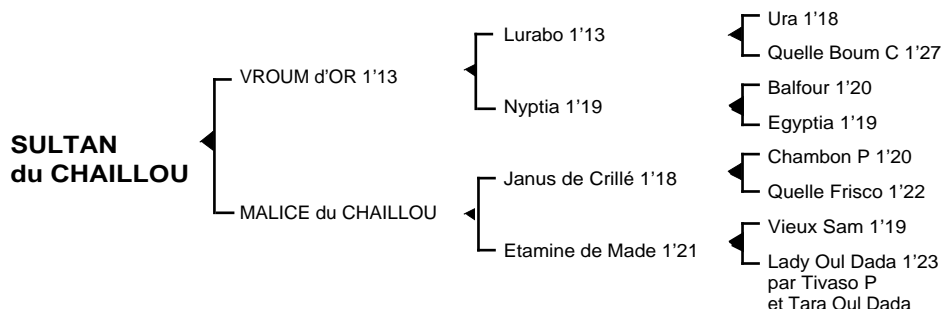 SULTAN
du CHAILLOU
VROUM d'OR 1’13
MALICE du CHAILLOU
Lurabo 1’13
Nyptia 1’19
Janus de Crillé 1’18
Etamine de Made 1’21
Ura 1’18
Quelle Boum C 1’27
Balfour 1’20
Egyptia 1’19
Chambon P 1’20
Quelle Frisco 1’22
Vieux Sam 1’19
Lady Oul Dada 1’23
par Tivaso P
et Tara Oul Dada